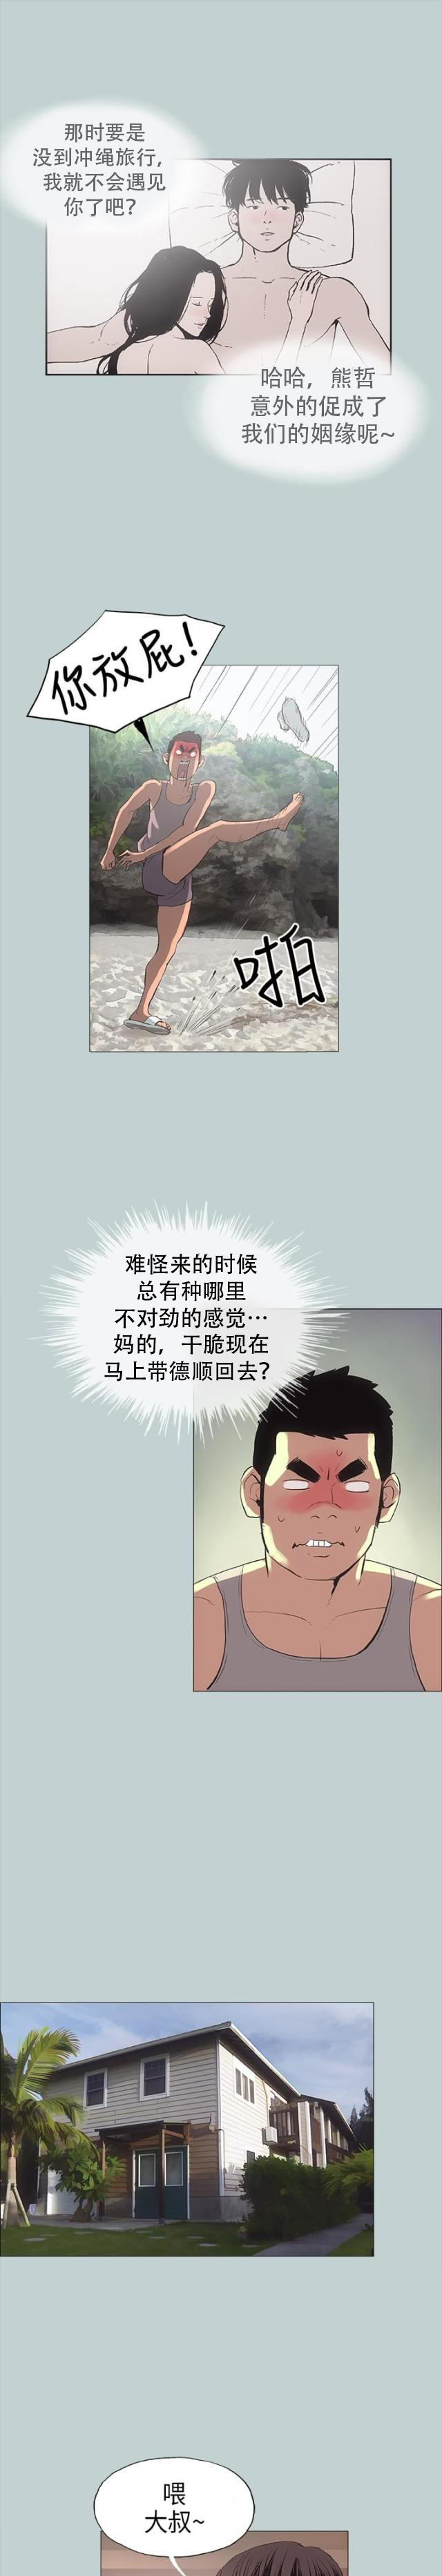 那时要是
没到冲绳旅行,
我就不会遇见
你了吧?
哈哈，熊哲
意外的促成了
我们的姻缘呢~
你放屁!
啪
难怪来的时候
总有种哪里
不对劲的感觉…
妈的，干脆现在
马上带德顺回去?
喂
大叔~